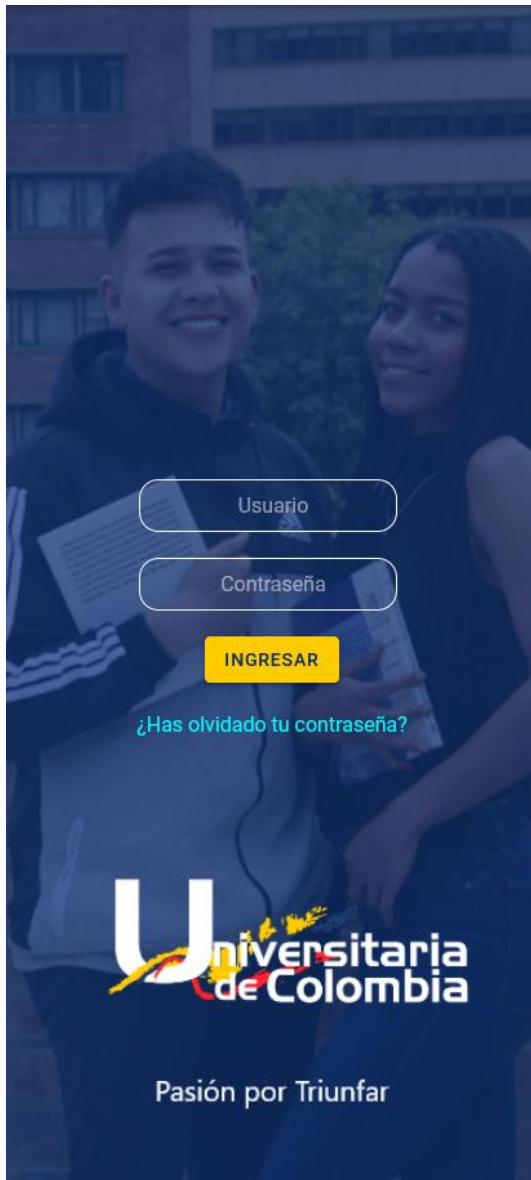 Usuario
Contraseña
INGRESAR
¿Has olvidado tu contraseña?
Universitaria
de Colombia
Pasión por Triunfar